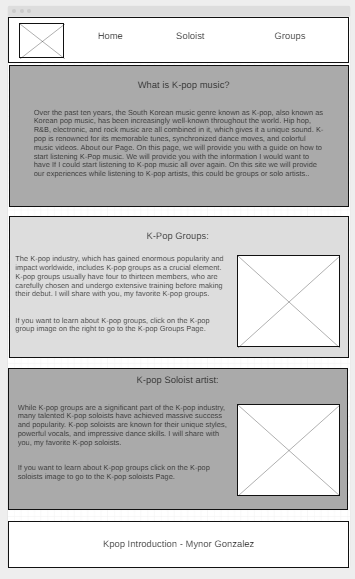 Home Soloist Groups
What is K-pop music?
Over the past ten years, the South Korean music genre known as K-pop, also known as
Korean pop music, has been increasingly well-known throughout the world. Hip hop,
R&B, electronic, and rock music are all combined in it, which gives it a unique sound. K-
pop is renowned for its memorable tunes, synchronized dance moves, and colorful
music videos. About our Page. On this page, we will provide you with a guide on how to
start listening K-Pop music. We will provide you with the information I would want to
have If I could start listening to K-pop music all over again. On this site we will provide
our experiences while listening to K-pop artists, this could be groups or solo artists..
K-Pop Groups:
The K-pop industry, which has gained enormous popularity and
impact worldwide, includes K-pop groups as a crucial element.
K-pop groups usually have four to thirteen members, who are
carefully chosen and undergo extensive training before making
their debut. I will share with you, my favorite K-pop groups.
If you want to learn about K-pop groups, click on the K-pop
group image on the right to go to the K-pop Groups Page.
K-pop Soloist artist:
While K-pop groups are a significant part of the K-pop industry,
many talented K-pop soloists have achieved massive success
and popularity. K-pop soloists are known for their unique styles,
powerful vocals, and impressive dance skills. I will share with
you, my favorite K-pop soloists.
If you want to learn about K-pop groups click on the K-pop
soloists image to go to the K-pop soloists Page.
Kpop Introduction - Mynor Gonzalez